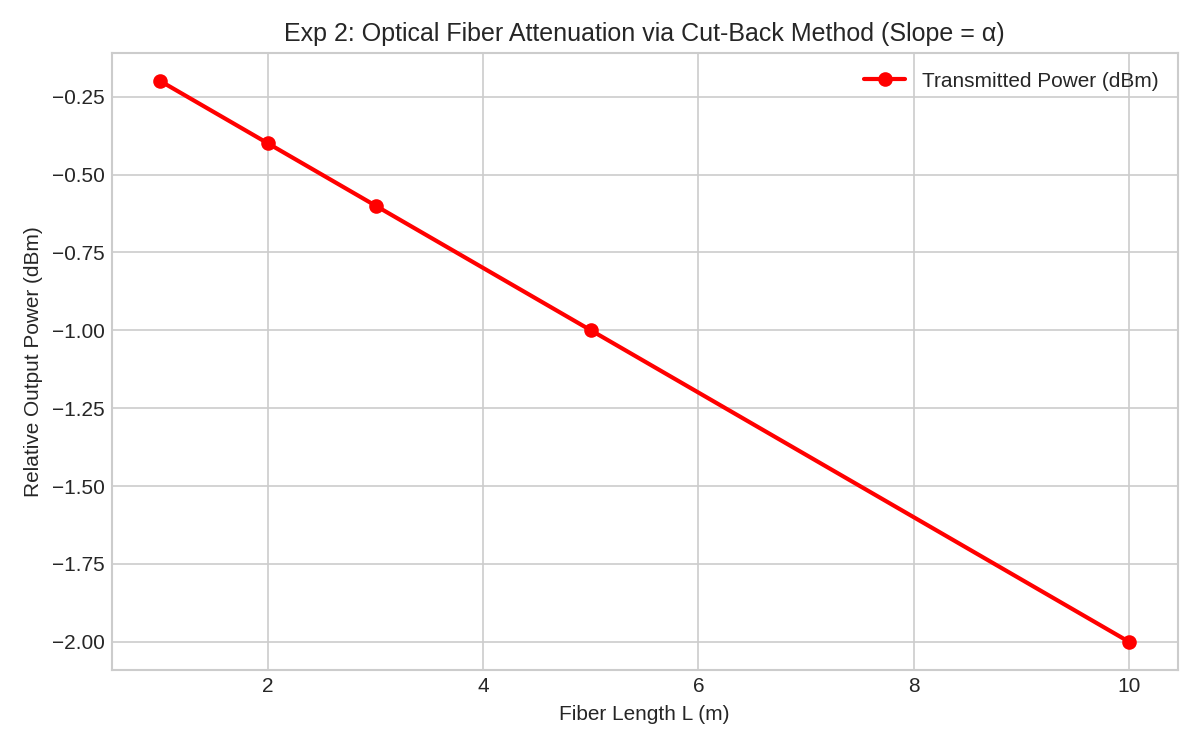 Exp 2: Optical Fiber Attenuation via Cut-Back Method (Slope = α)
Transmitted Power (dBm)
Relative Output Power (dBm)
−0.25
−0.50
−0.75
−1.00
−1.25
−1.50
−1.75
−2.00
2 4 6 8 10
Fiber Length L (m)